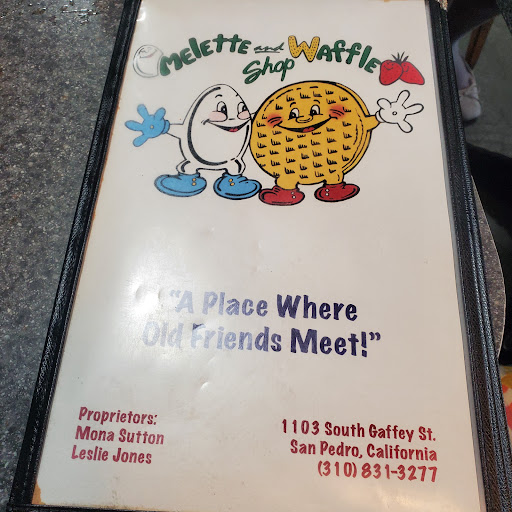 Omelette and Waffle
Shop
"A Place Where
Old Friends Meet!"
Proprietors:
Mona Sutton
Leslie Jones
1103 South Gaffey St.
San Pedro, California
(310) 831-3277